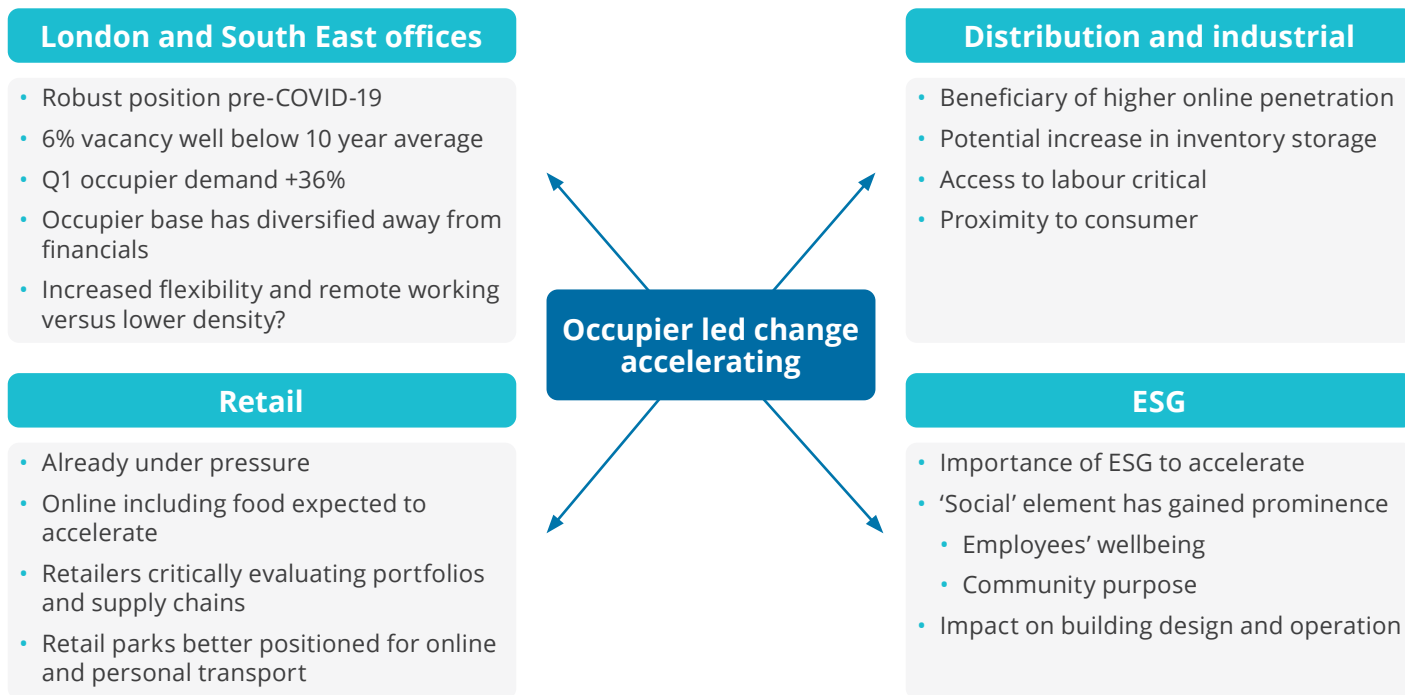 London and South East offices
• Robust position pre-COVID-19
• 6% vacancy well below 10 year average
• Q1 occupier demand +36%
• Occupier base has diversified away from
financials
• Increased flexibility and remote working
versus lower density?
Distribution and industrial
• Beneficiary of higher online penetration
• Potential increase in inventory storage
• Access to labour critical
• Proximity to consumer
Occupier led change
accelerating
Retail
• Already under pressure
• Online including food expected to
accelerate
• Retailers critically evaluating portfolios
and supply chains
• Retail parks better positioned for online
and personal transport
ESG
• Importance of ESG to accelerate
• ‘Social’ element has gained prominence
• Employees’ wellbeing
• Community purpose
• Impact on building design and operation